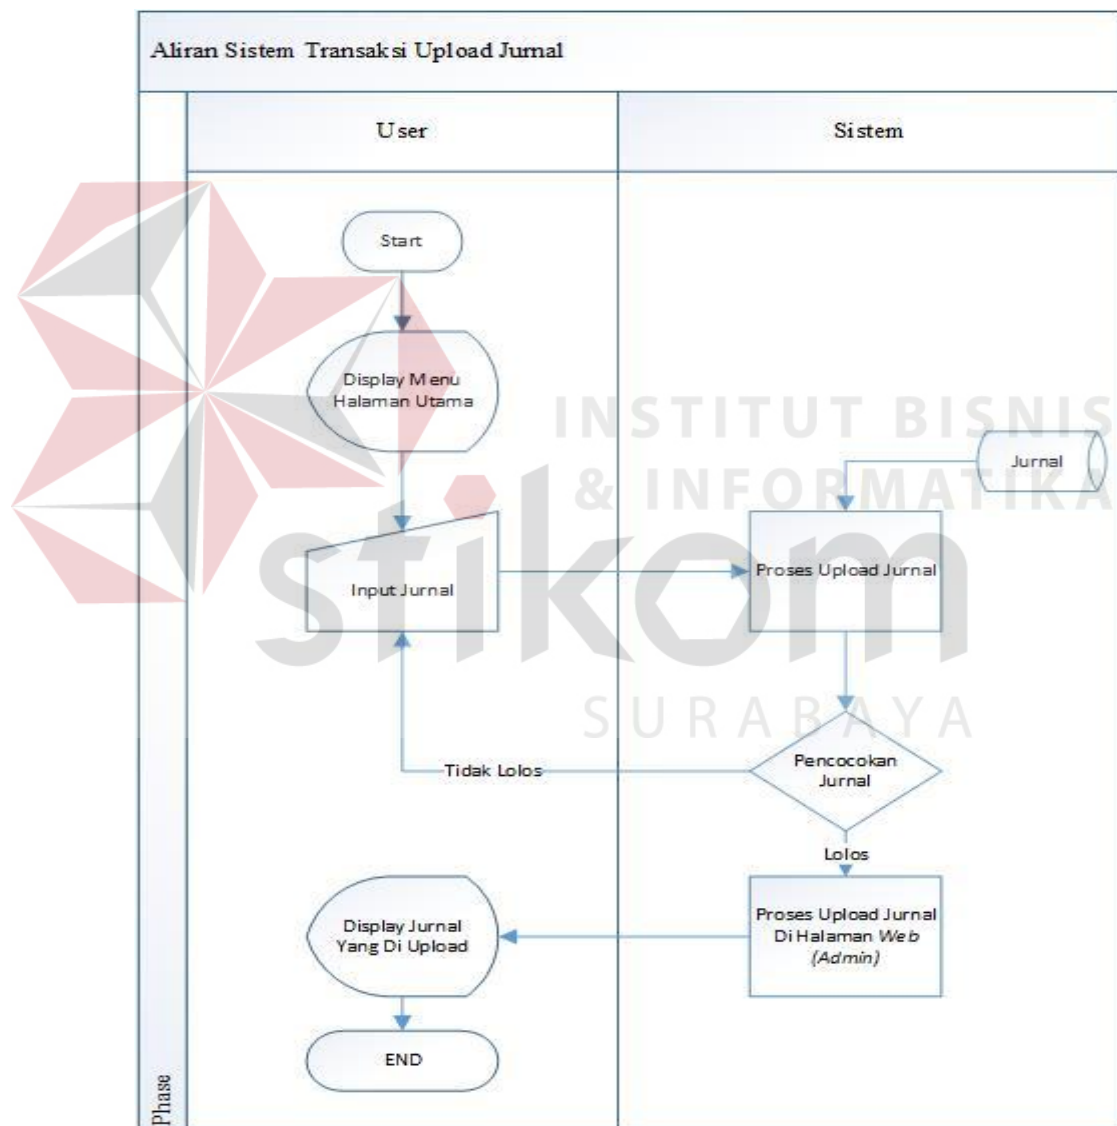 Aliran Sistem Transaksi Upload Jurnal
User
Sistem
Start
Display Menu
Halaman Utama
INSTITUT BISNIS
& INFORMATIKA
Jurnal
stikom
Input Jurnal
Proses Upload Jurnal
SURABAYA
Tidak Lolos
Pencocokan
Jurnal
Lolos
Display Jurnal
Yang Di Upload
Proses Upload Jurnal
Di Halaman Web
(Admin)
END
Phase